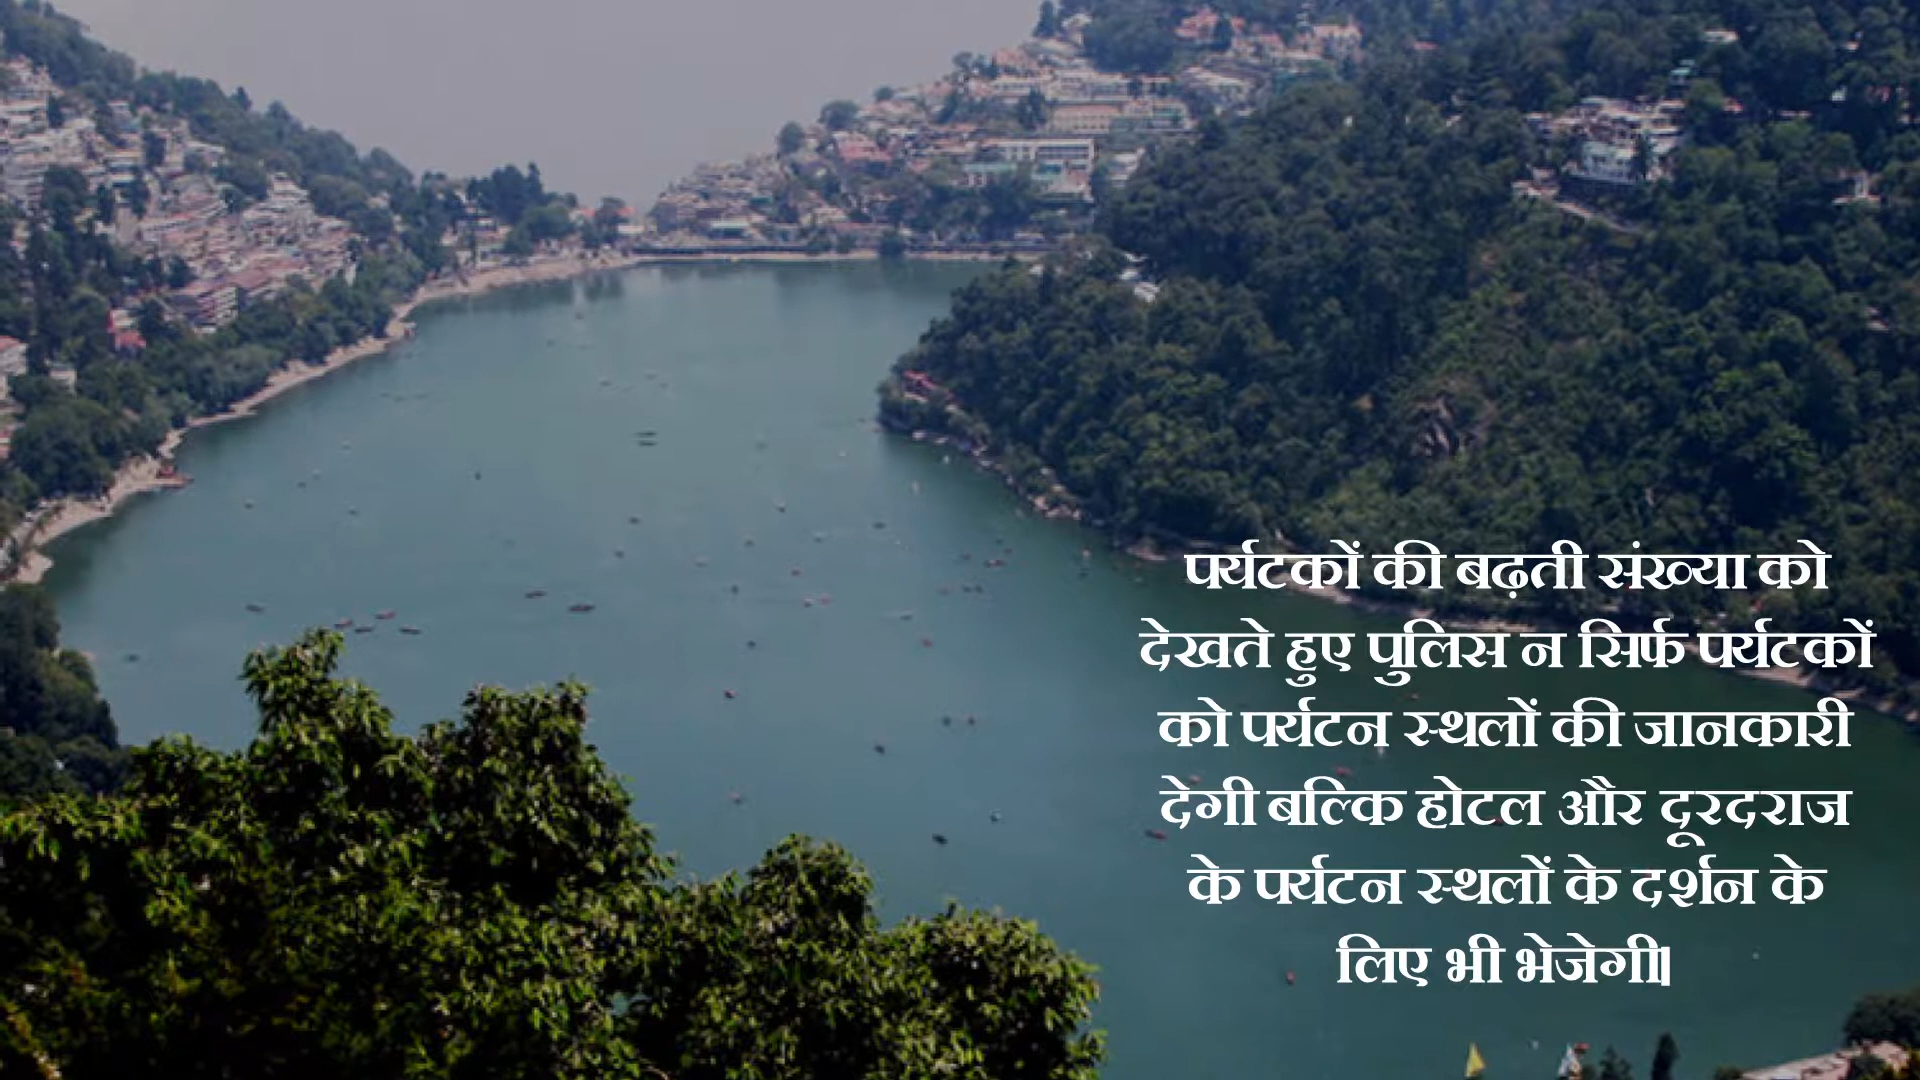 पर्यटकों की बढ़ती संख्या को
देखते हुए पुलिस न सिर्फ पर्यटकों
को पर्यटन स्थलों की जानकारी
देगी बल्कि होटल और दूरदराज
के पर्यटन स्थलों के दर्शन के
लिए भी भेजेगी।